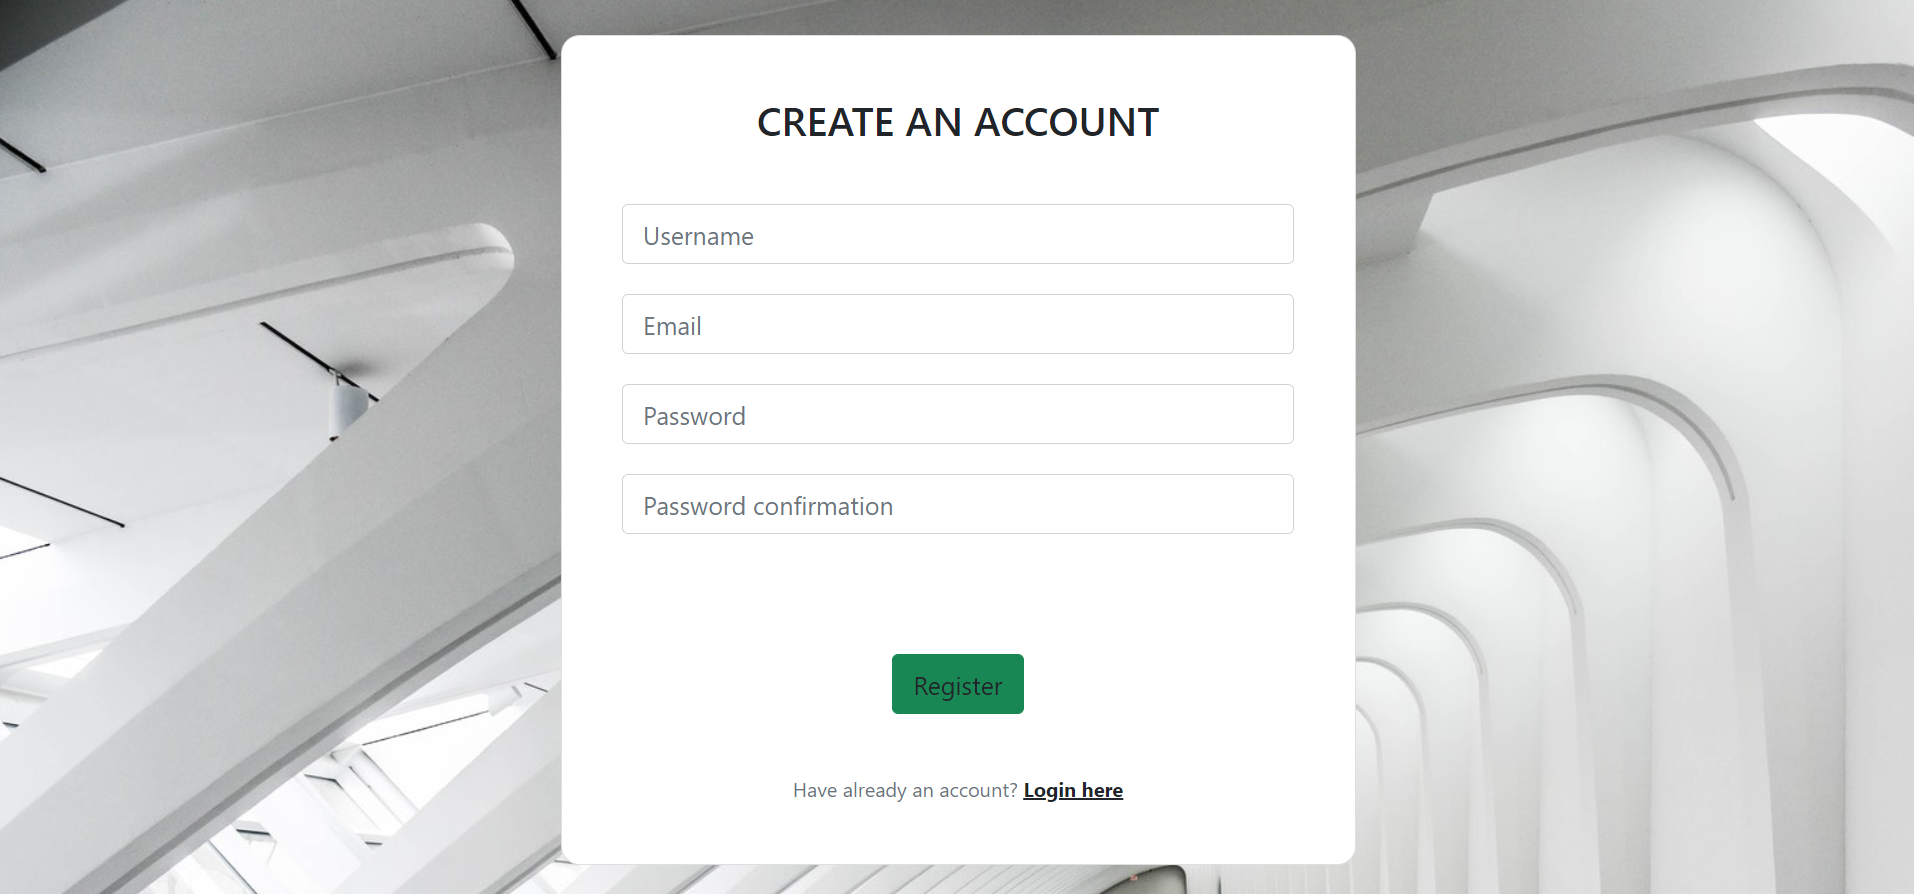 CREATE AN ACCOUNT
Username
Email
Password
Password confirmation
Register
Have already an account? Login here